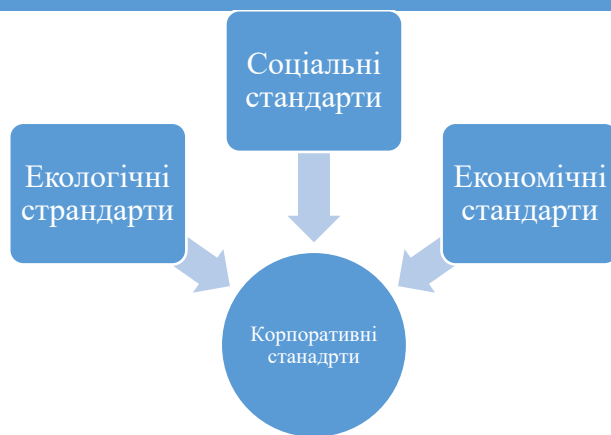 Соціальні
стандарти
Екологічні
страндарти
Економічні
стандарти
Корпоративні
станадрти